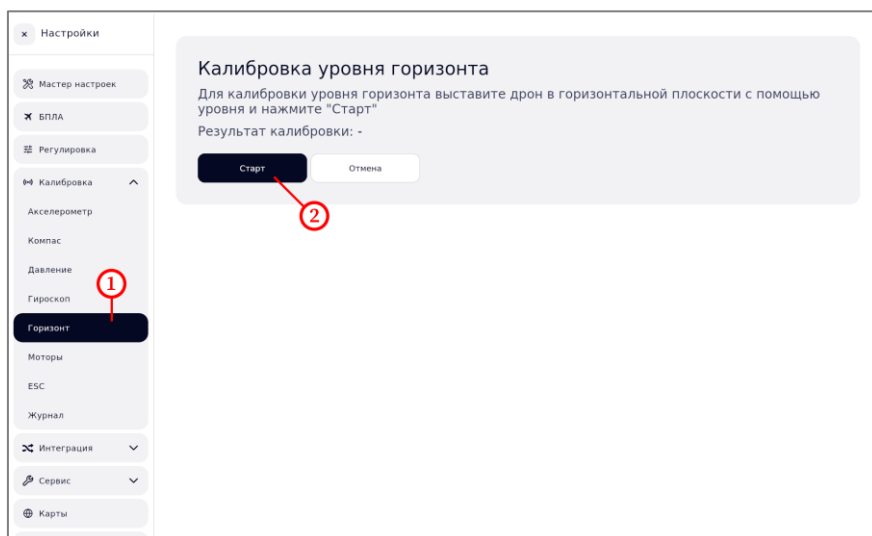 × Настройки
Мастер настроек
БПЛА
Регулировка
Калибровка
Акселерометр
Компас
Давление
Гироскоп
Горизонт
Моторы
ESC
Журнал
Интеграция
Сервис
Карты
1
Калибровка уровня горизонта
Для калибровки уровня горизонта выставите дрон в горизонтальной плоскости с помощью
уровня и нажмите "Старт"
Результат калибровки: -
Старт
Отмена
2